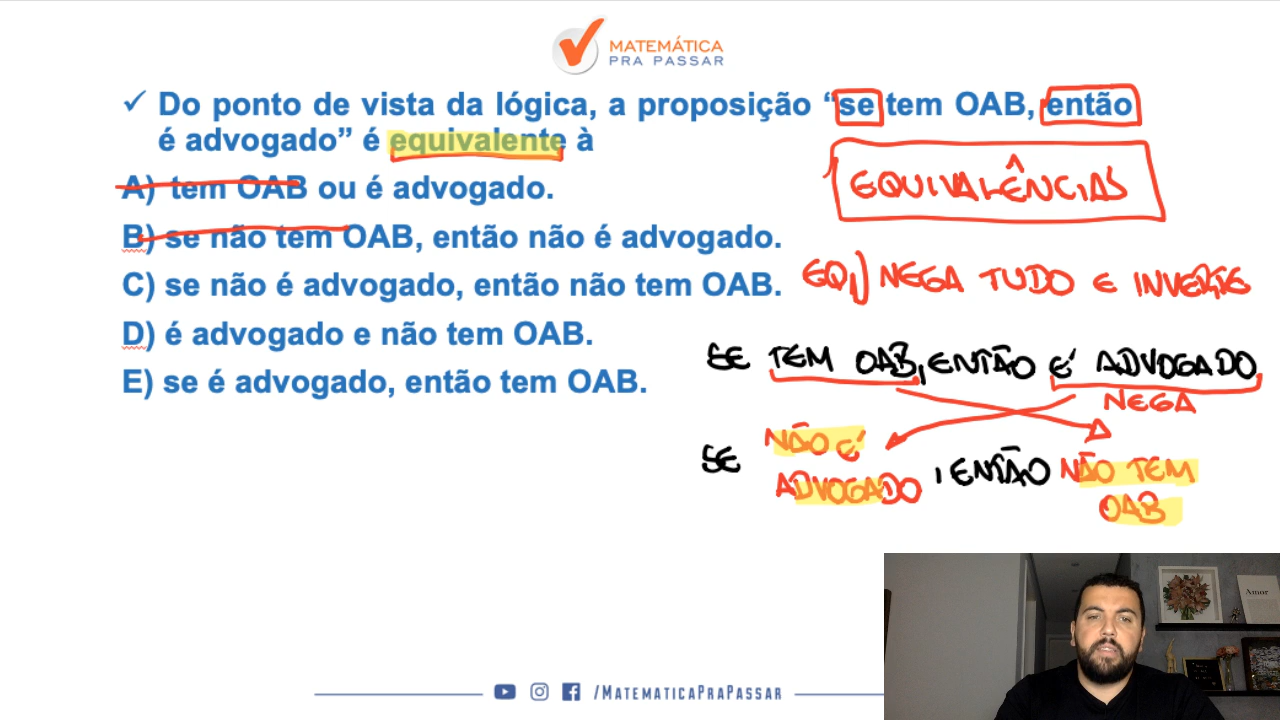 MATEMÁTICA
PRA PASSAR
✓ Do ponto de vista da lógica, a proposição “se tem OAB, então
é advogado” é equivalente à
A) tem OAB ou é advogado.
B) se não tem OAB, então não é advogado.
C) se não é advogado, então não tem OAB.
D) é advogado e não tem OAB.
E) se é advogado, então tem OAB.
EQUIVALÊNCIAS
EQ1) NEGA TUDO E INVERTE
SE TEM OAB, ENTÃO É ADVOGADO
NEGA
SE NÃO É ADVOGADO, ENTÃO NÃO TEM OAB
Amor
/MATEMATICAPRAPASSAR